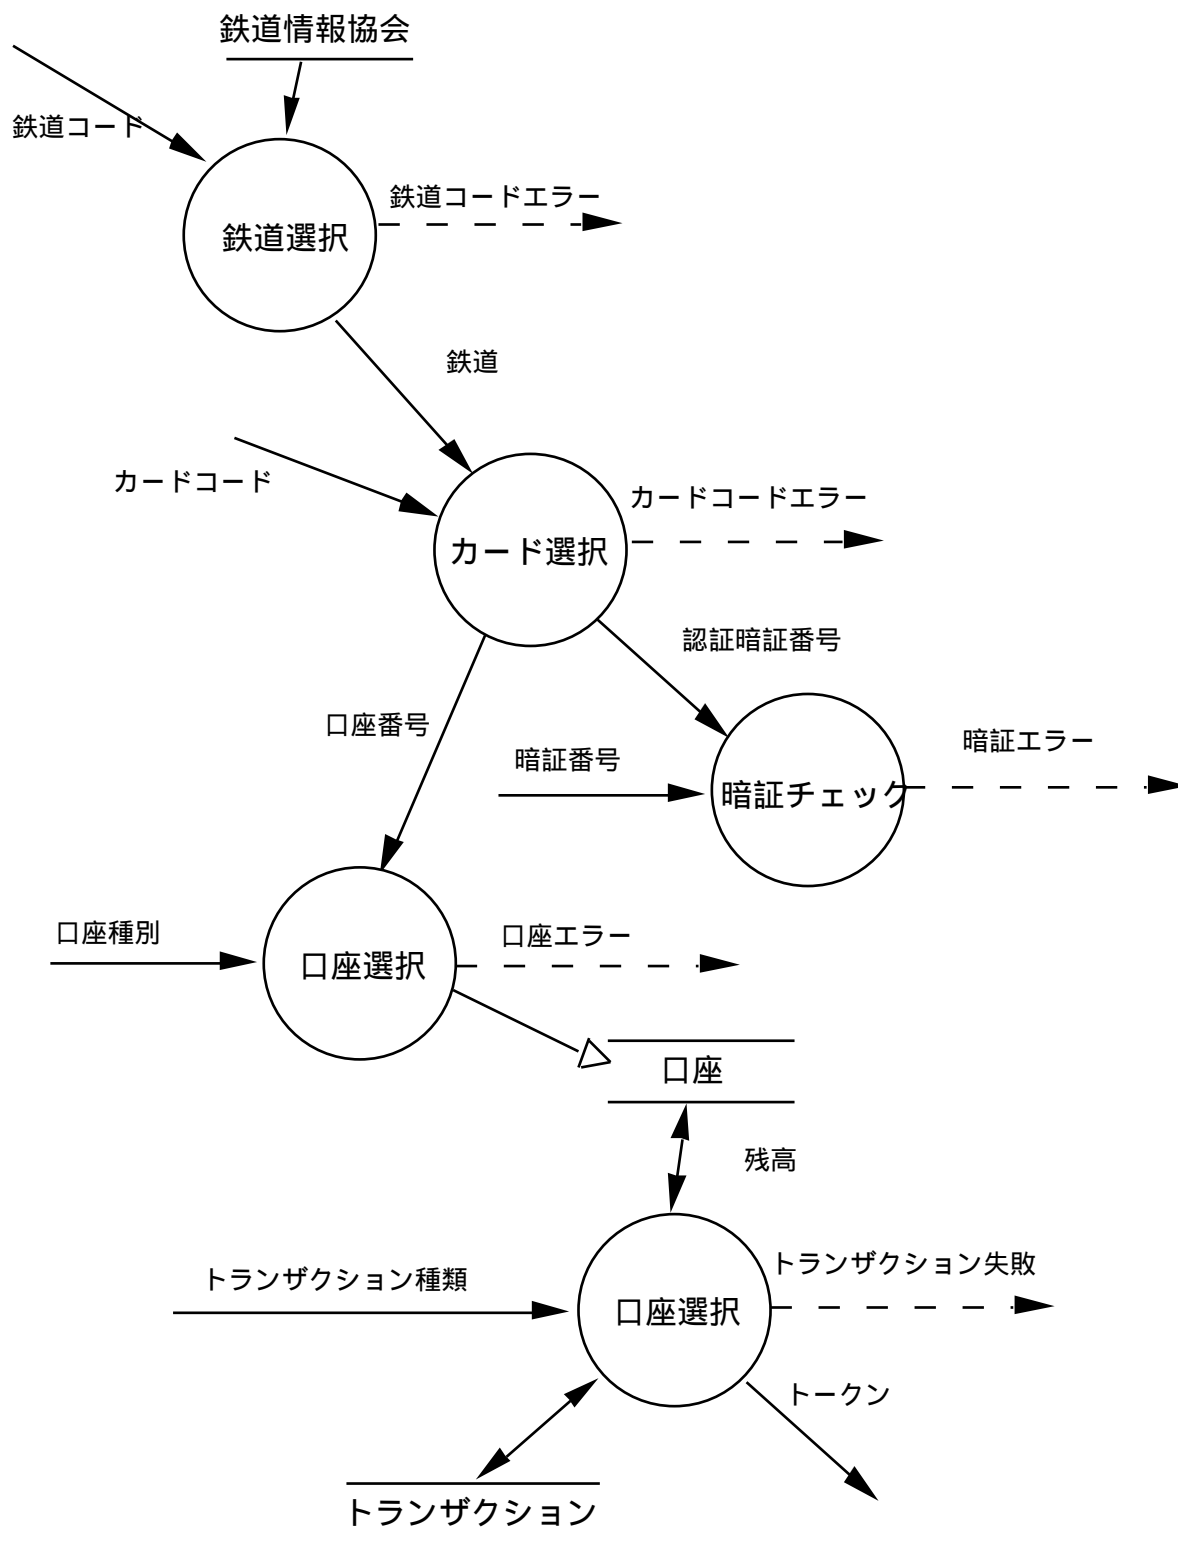 鉄道情報協会
鉄道コード
鉄道コードエラー
鉄道選択
鉄道
カードコード
カードコードエラー
カード選択
認証暗証番号
口座番号
暗証番号
暗証エラー
暗証チェック
口座種別
口座エラー
口座選択
口座
残高
トランザクション種類
トランザクション失敗
口座選択
トークン
トランザクション